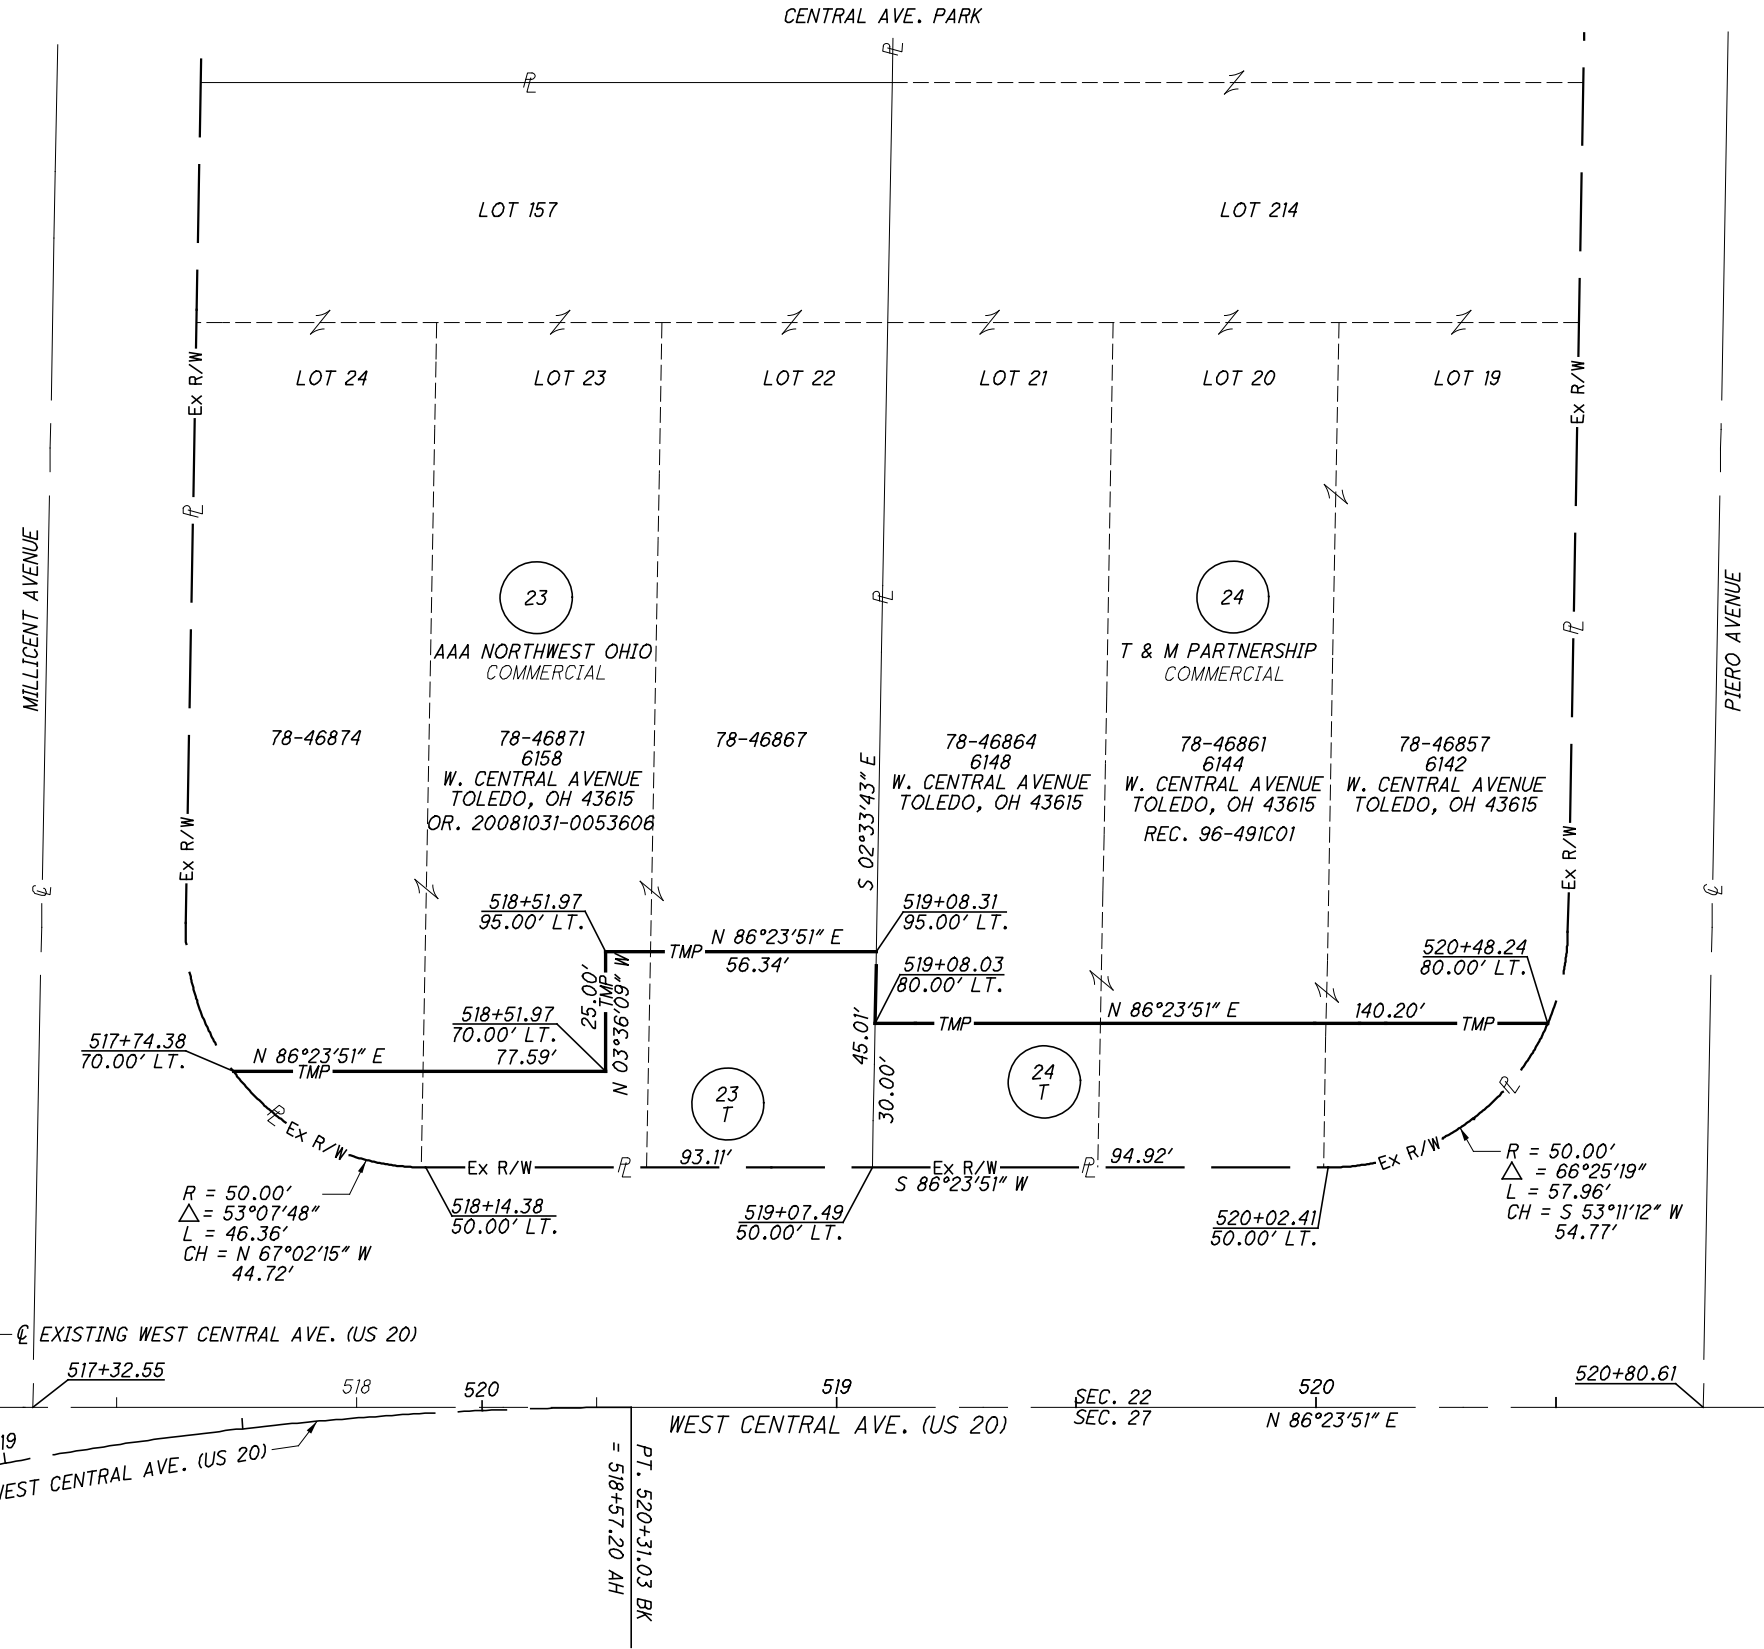 CENTRAL AVE. PARK
LOT 157
LOT 214
LOT 24
LOT 23
LOT 22
LOT 21
LOT 20
LOT 19
Ex R/W
Ex R/W
MILLICENT AVENUE
PIERO AVENUE
23
AAA NORTHWEST OHIO
COMMERCIAL
24
T & M PARTNERSHIP
COMMERCIAL
78-46874
78-46871
6158
W. CENTRAL AVENUE
TOLEDO, OH 43615
OR. 20081031-0053606
78-46867
78-46864
6148
W. CENTRAL AVENUE
TOLEDO, OH 43615
78-46861
6144
W. CENTRAL AVENUE
TOLEDO, OH 43615
REC. 96-491C01
78-46857
6142
W. CENTRAL AVENUE
TOLEDO, OH 43615
S 02°33'43" E
Ex R/W
Ex R/W
518+51.97
95.00' LT.
TMP
N 86°23'51" E
56.34'
519+08.31
95.00' LT.
519+08.03
80.00' LT.
520+48.24
80.00' LT.
25.00'
TMP
N 03°36'09" W
518+51.97
70.00' LT.
77.59'
517+74.38
70.00' LT.
N 86°23'51" E
TMP
TMP
N 86°23'51" E
140.20'
TMP
45.01'
30.00'
23
T
24
T
Ex R/W
Ex R/W
93.11'
Ex R/W
S 86°23'51" W
94.92'
Ex R/W
R = 50.00'
△ = 53°07'48"
L = 46.36'
CH = N 67°02'15" W
44.72'
518+14.38
50.00' LT.
519+07.49
50.00' LT.
520+02.41
50.00' LT.
R = 50.00'
△ = 66°25'19"
L = 57.96'
CH = S 53°11'12" W
54.77'
EXISTING WEST CENTRAL AVE. (US 20)
517+32.55
518
520
519
SEC. 22
SEC. 27
520
520+80.61
WEST CENTRAL AVE. (US 20)
N 86°23'51" E
19
WEST CENTRAL AVE. (US 20)
PT. 520+31.03 BK
= 518+57.20 AH